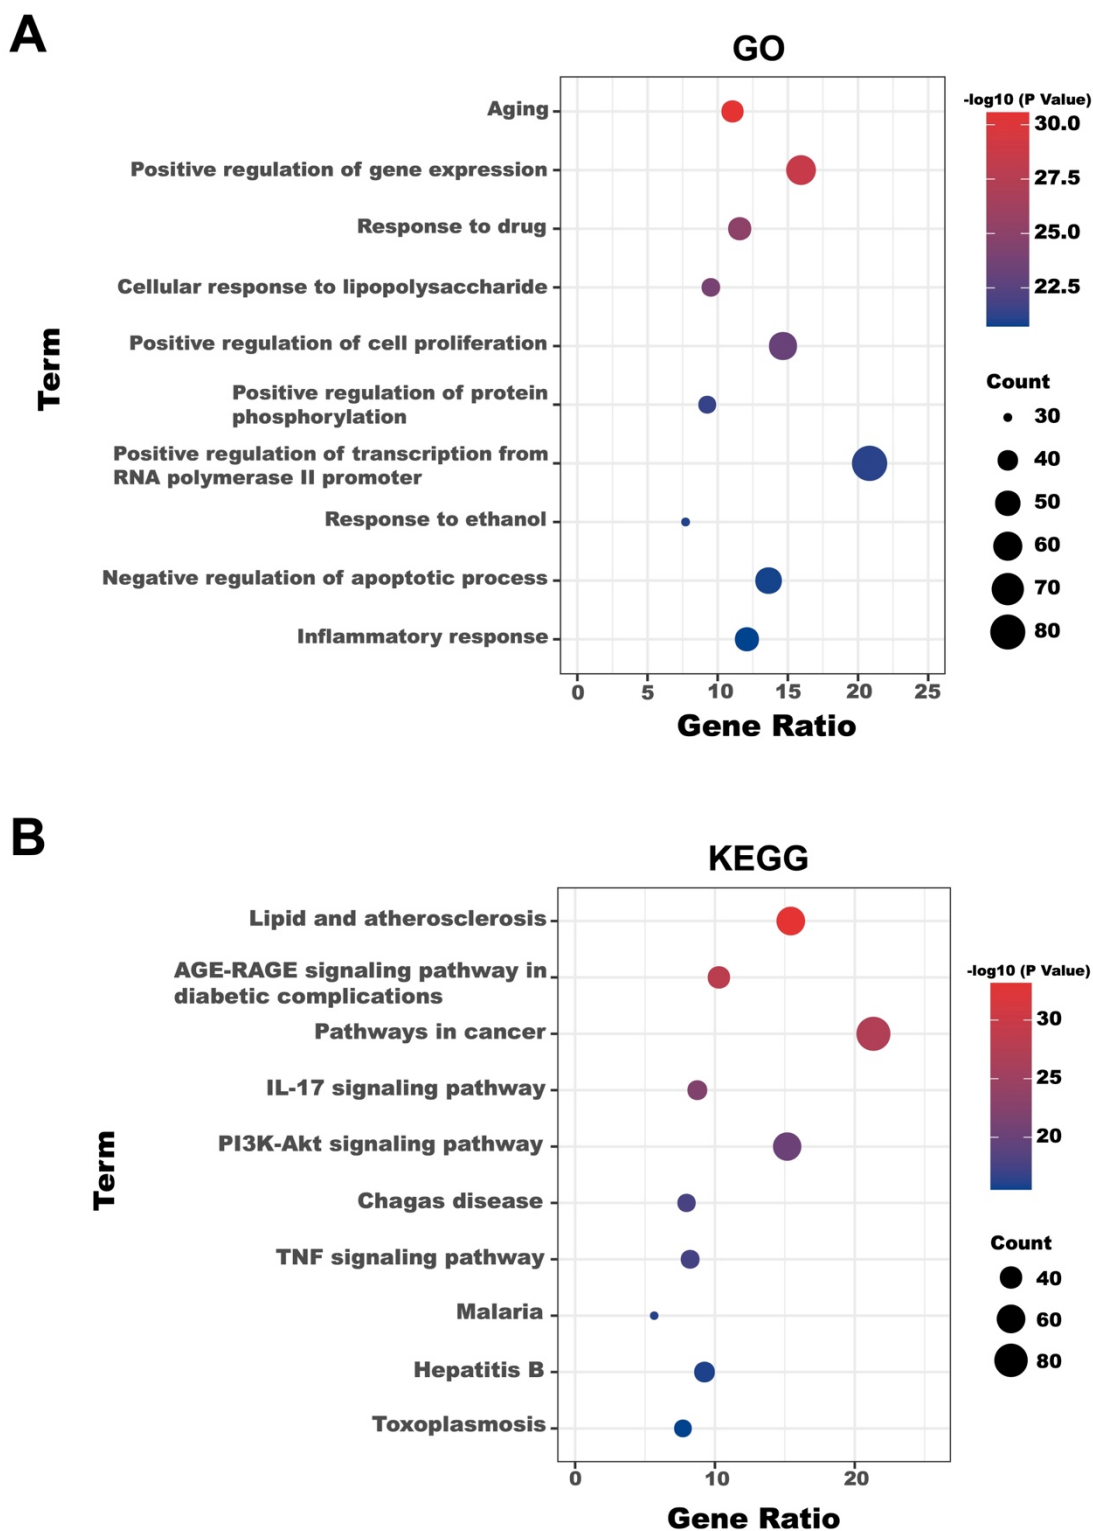 A
GO
Aging
Positive regulation of gene expression
Response to drug
Cellular response to lipopolysaccharide
Positive regulation of cell proliferation
Positive regulation of protein
phosphorylation
Positive regulation of transcription from
RNA polymerase II promoter
Response to ethanol
Negative regulation of apoptotic process
Inflammatory response
Term
0 5 10 15 20 25
Gene Ratio
-log10 (P Value)
30.0
27.5
25.0
22.5
Count
30
40
50
60
70
80
B
KEGG
Lipid and atherosclerosis
AGE-RAGE signaling pathway in
diabetic complications
Pathways in cancer
IL-17 signaling pathway
PI3K-Akt signaling pathway
Chagas disease
TNF signaling pathway
Malaria
Hepatitis B
Toxoplasmosis
Term
0 10 20
Gene Ratio
-log10 (P Value)
30
25
20
Count
40
60
80